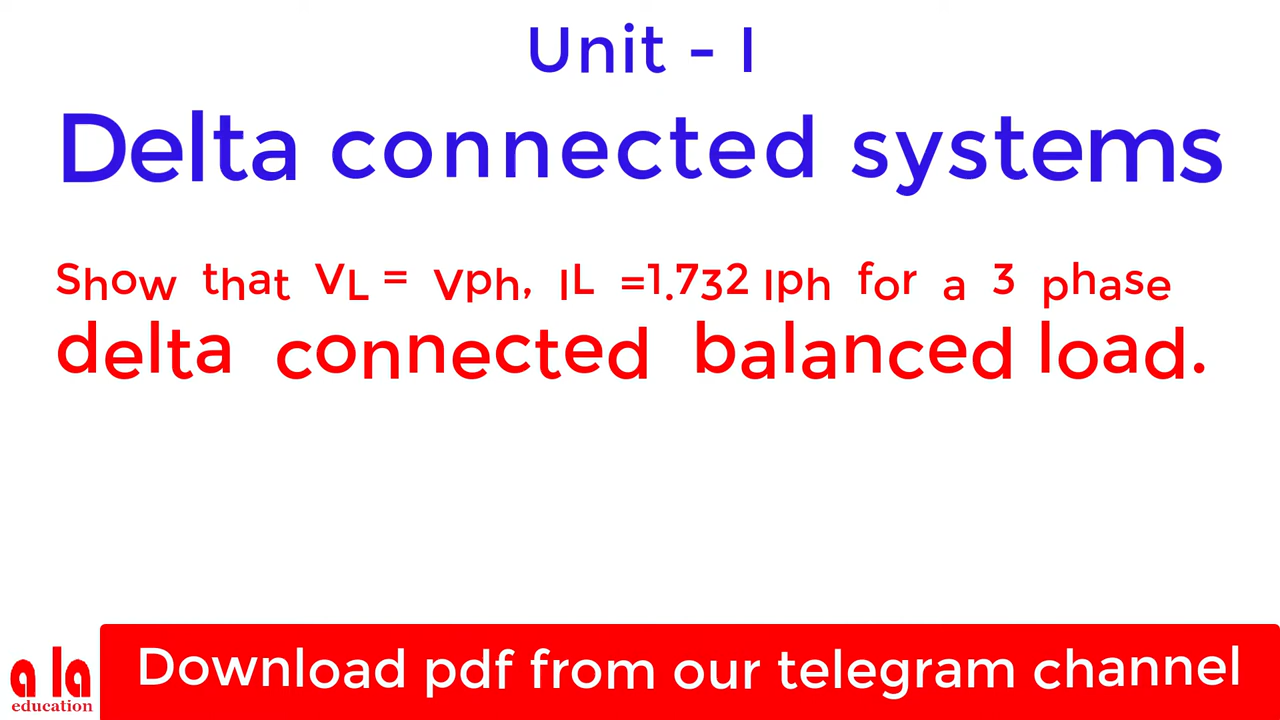 Unit - I
Delta connected systems
Show that VL = Vph, IL =1.732 Iph for a 3 phase
delta connected balanced load.
a la
education
Download pdf from our telegram channel